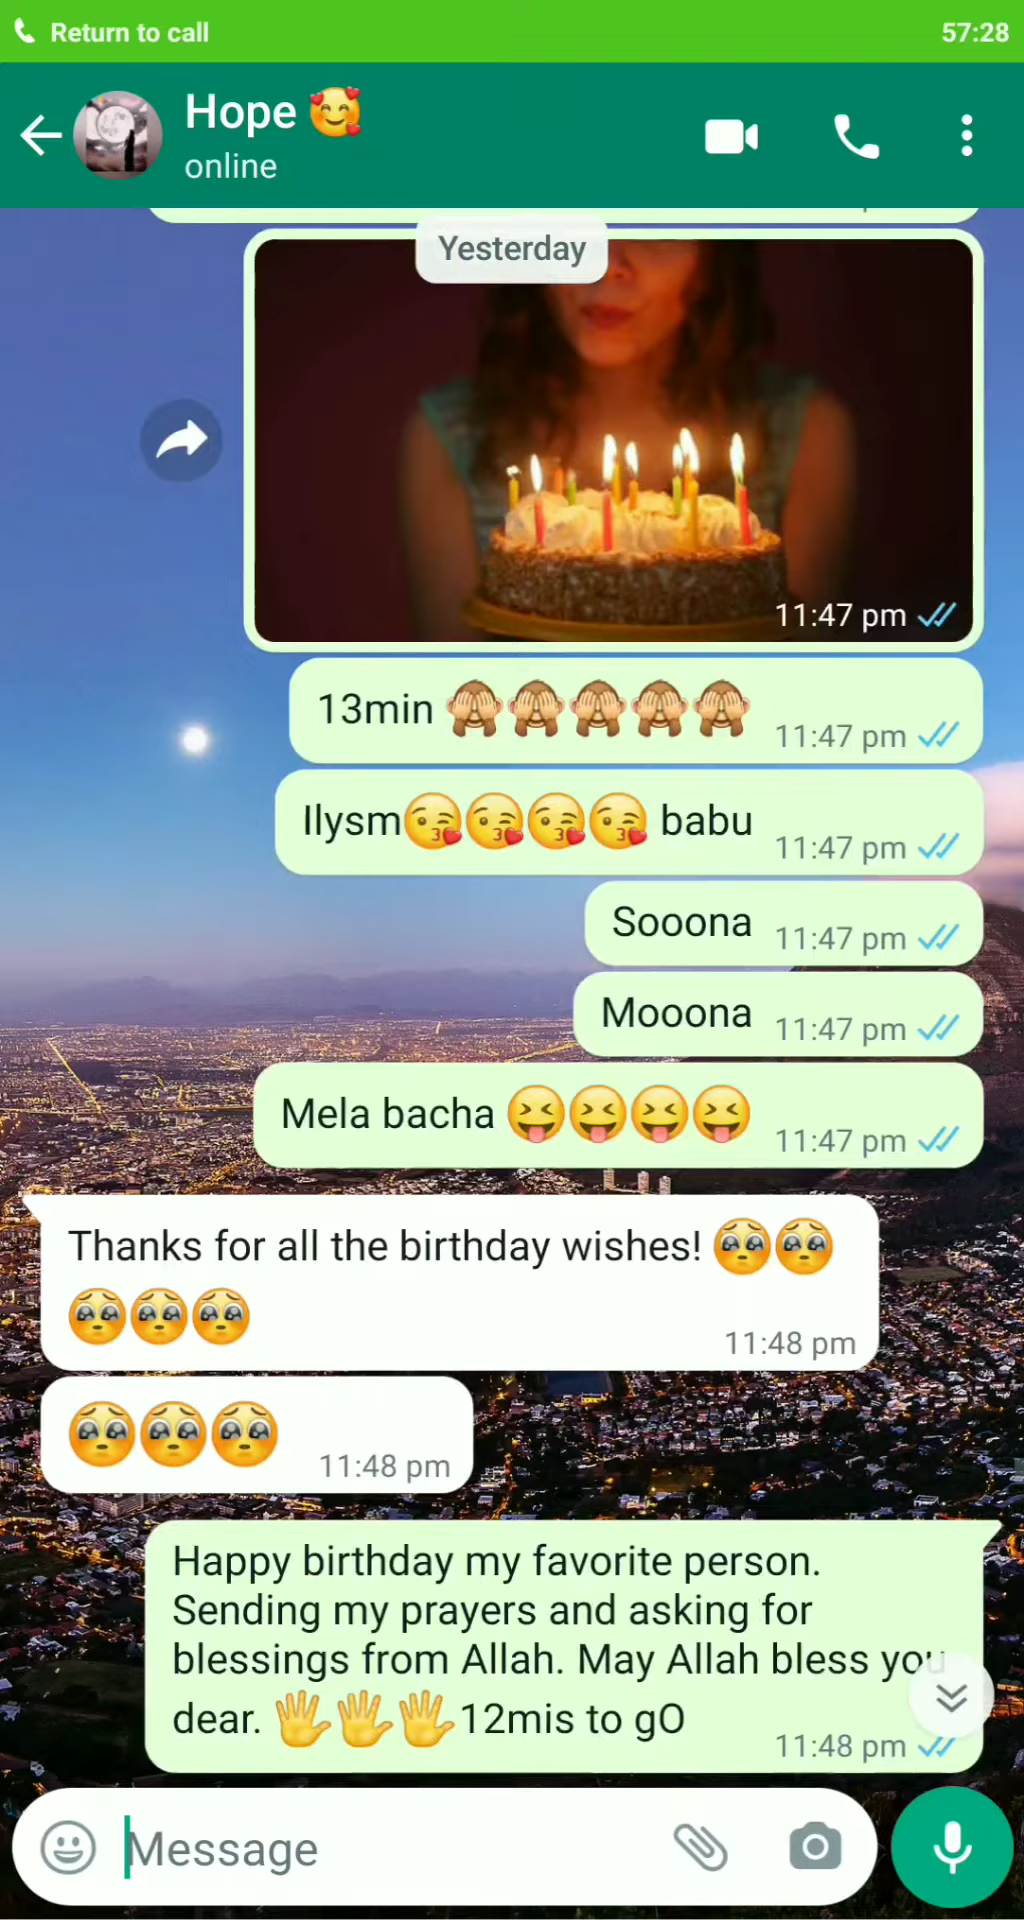 Return to call 57:28
Hope 🥰
online
Yesterday
11:47 pm
13min 🙈🙈🙈🙈🙈 11:47 pm
Ilysm😘😘😘😘 babu 11:47 pm
Sooona 11:47 pm
Mooona 11:47 pm
Mela bacha 😝😝😝😝 11:47 pm
Thanks for all the birthday wishes! 🥺🥺
🥺🥺🥺
11:48 pm
🥺🥺🥺 11:48 pm
Happy birthday my favorite person.
Sending my prayers and asking for
blessings from Allah. May Allah bless you
dear. 👋👋👋12mis to gO
11:48 pm
Message